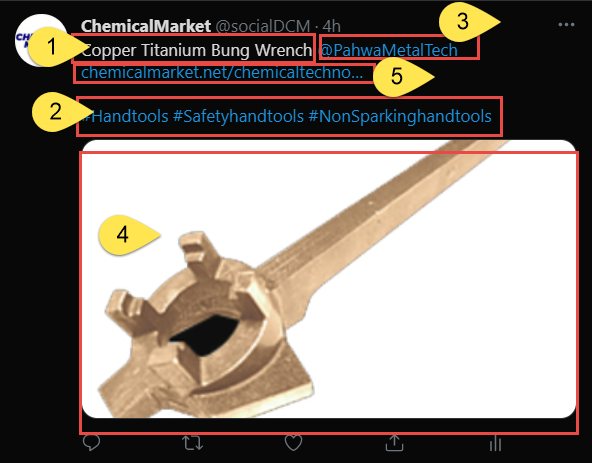 ChemicalMarket @socialDCM · 4h
3
1
Copper Titanium Bung Wrench @PahwaMetalTech
chemicalmarket.net/chemicaltechno...
5
2
#Handtools #Safetyhandtools #NonSparkinghandtools
4